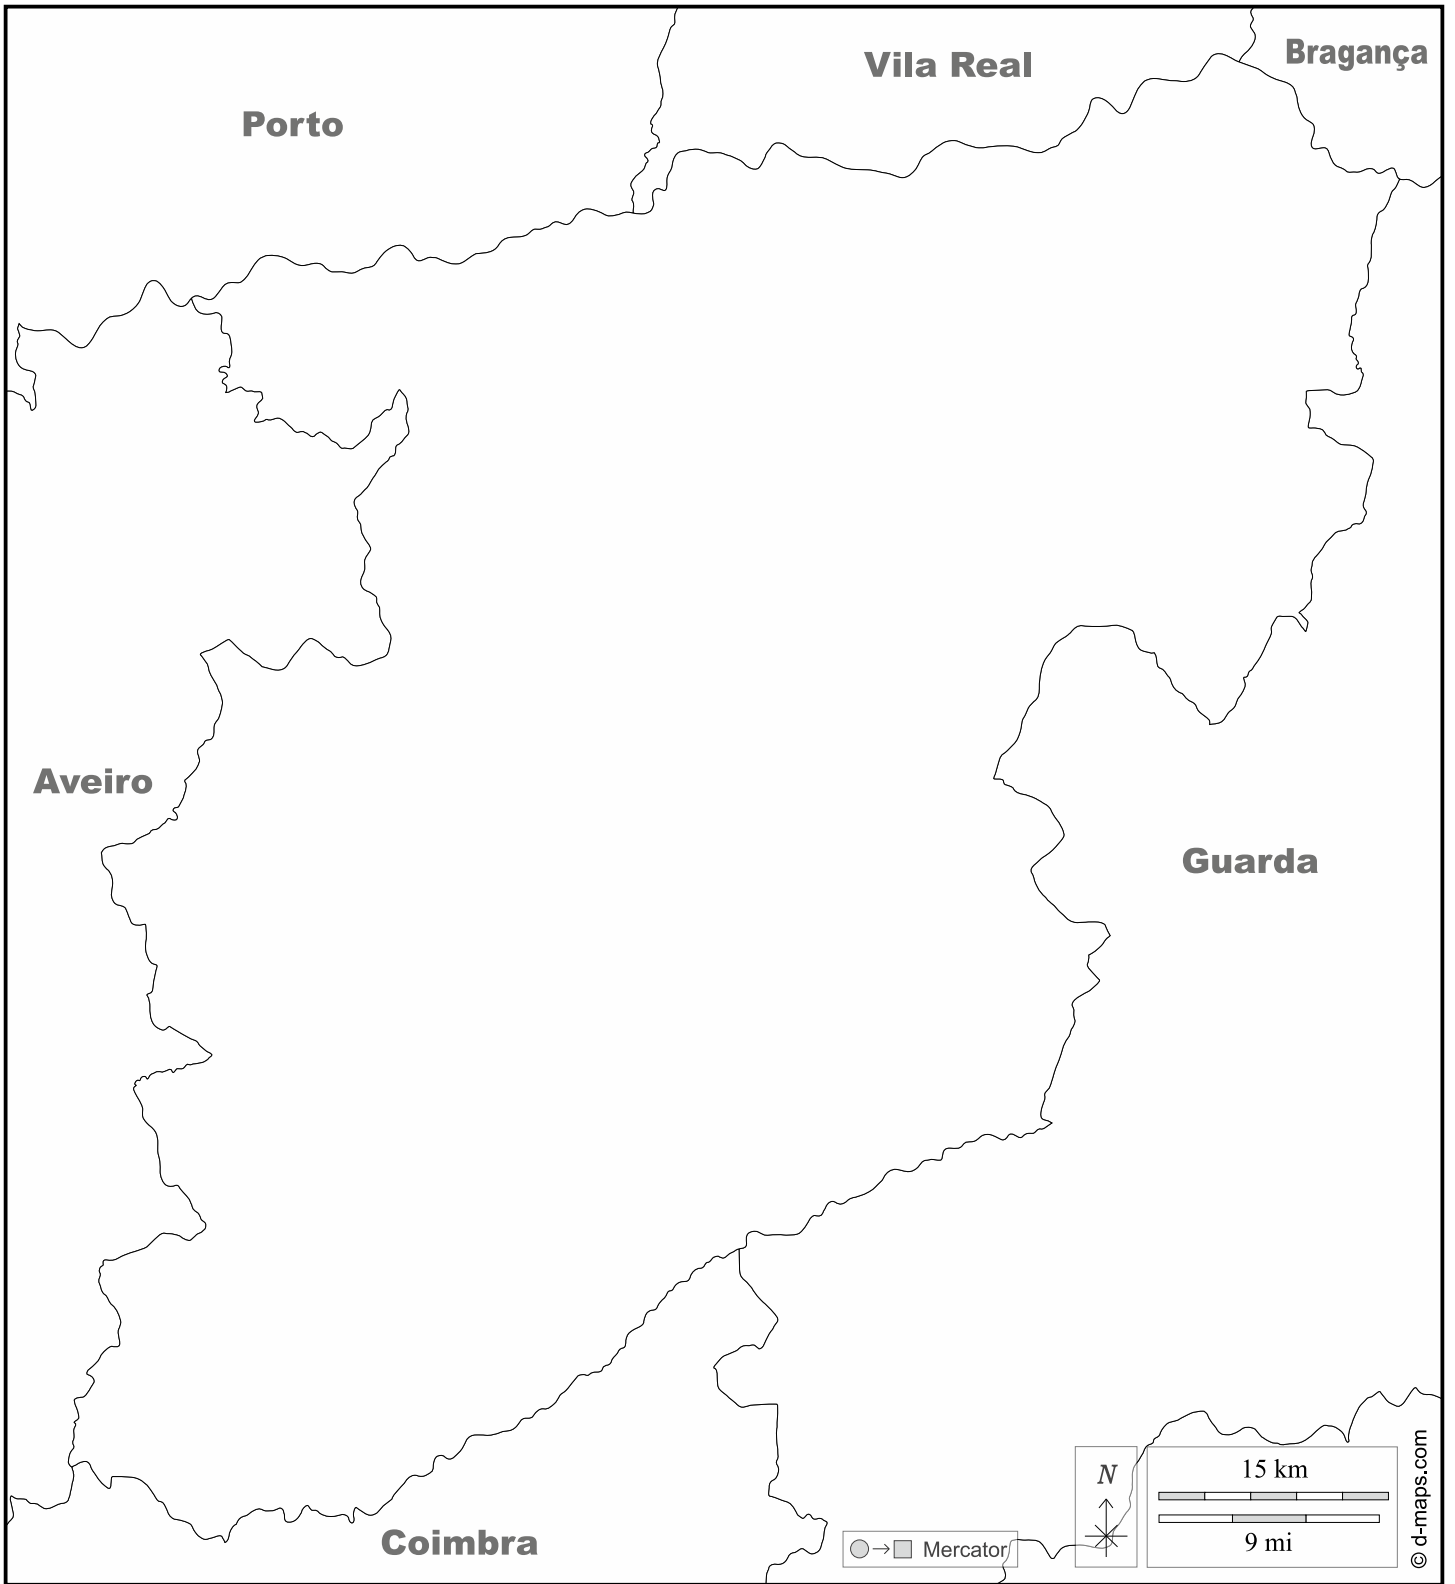 Bragança
Vila Real
Porto
Aveiro
Guarda
N
15 km
9 mi
Coimbra
Mercator
© d-maps.com